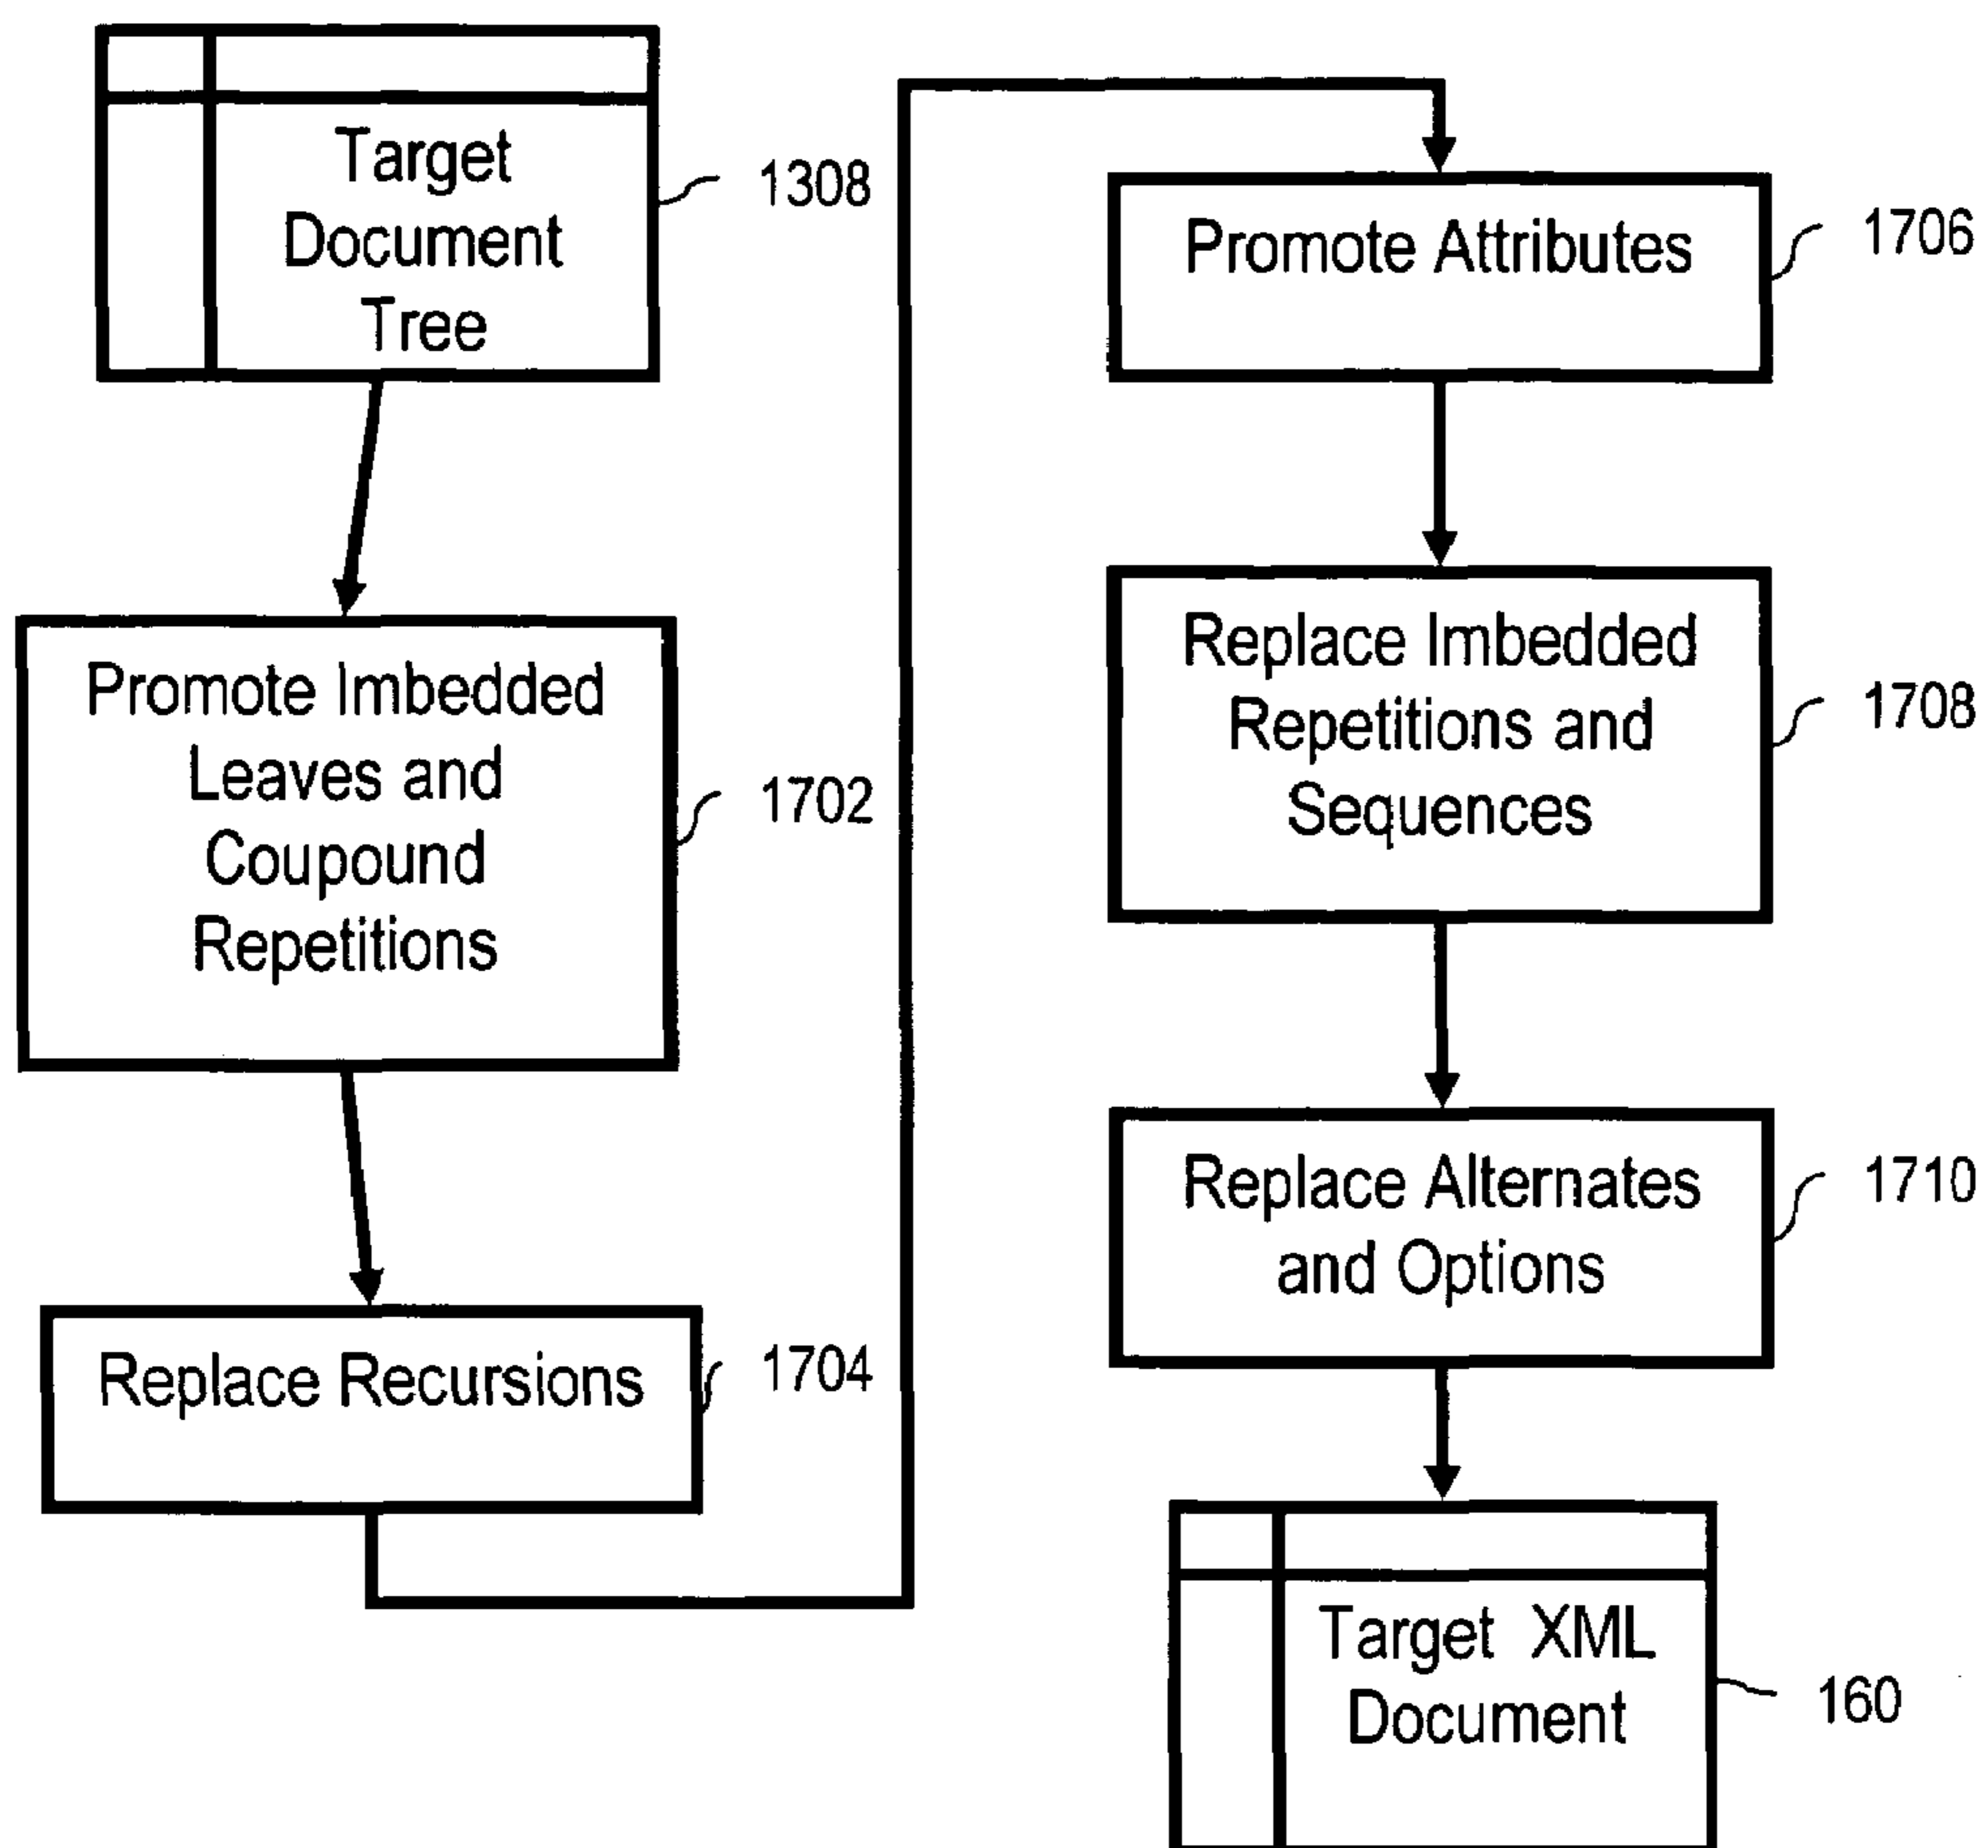 Target
Document
Tree
1308
Promote Imbedded
Leaves and
Coupound
Repetitions
1702
Replace Recursions
1704
Promote Attributes
1706
Replace Imbedded
Repetitions and
Sequences
1708
Replace Alternates
and Options
1710
Target XML
Document
160